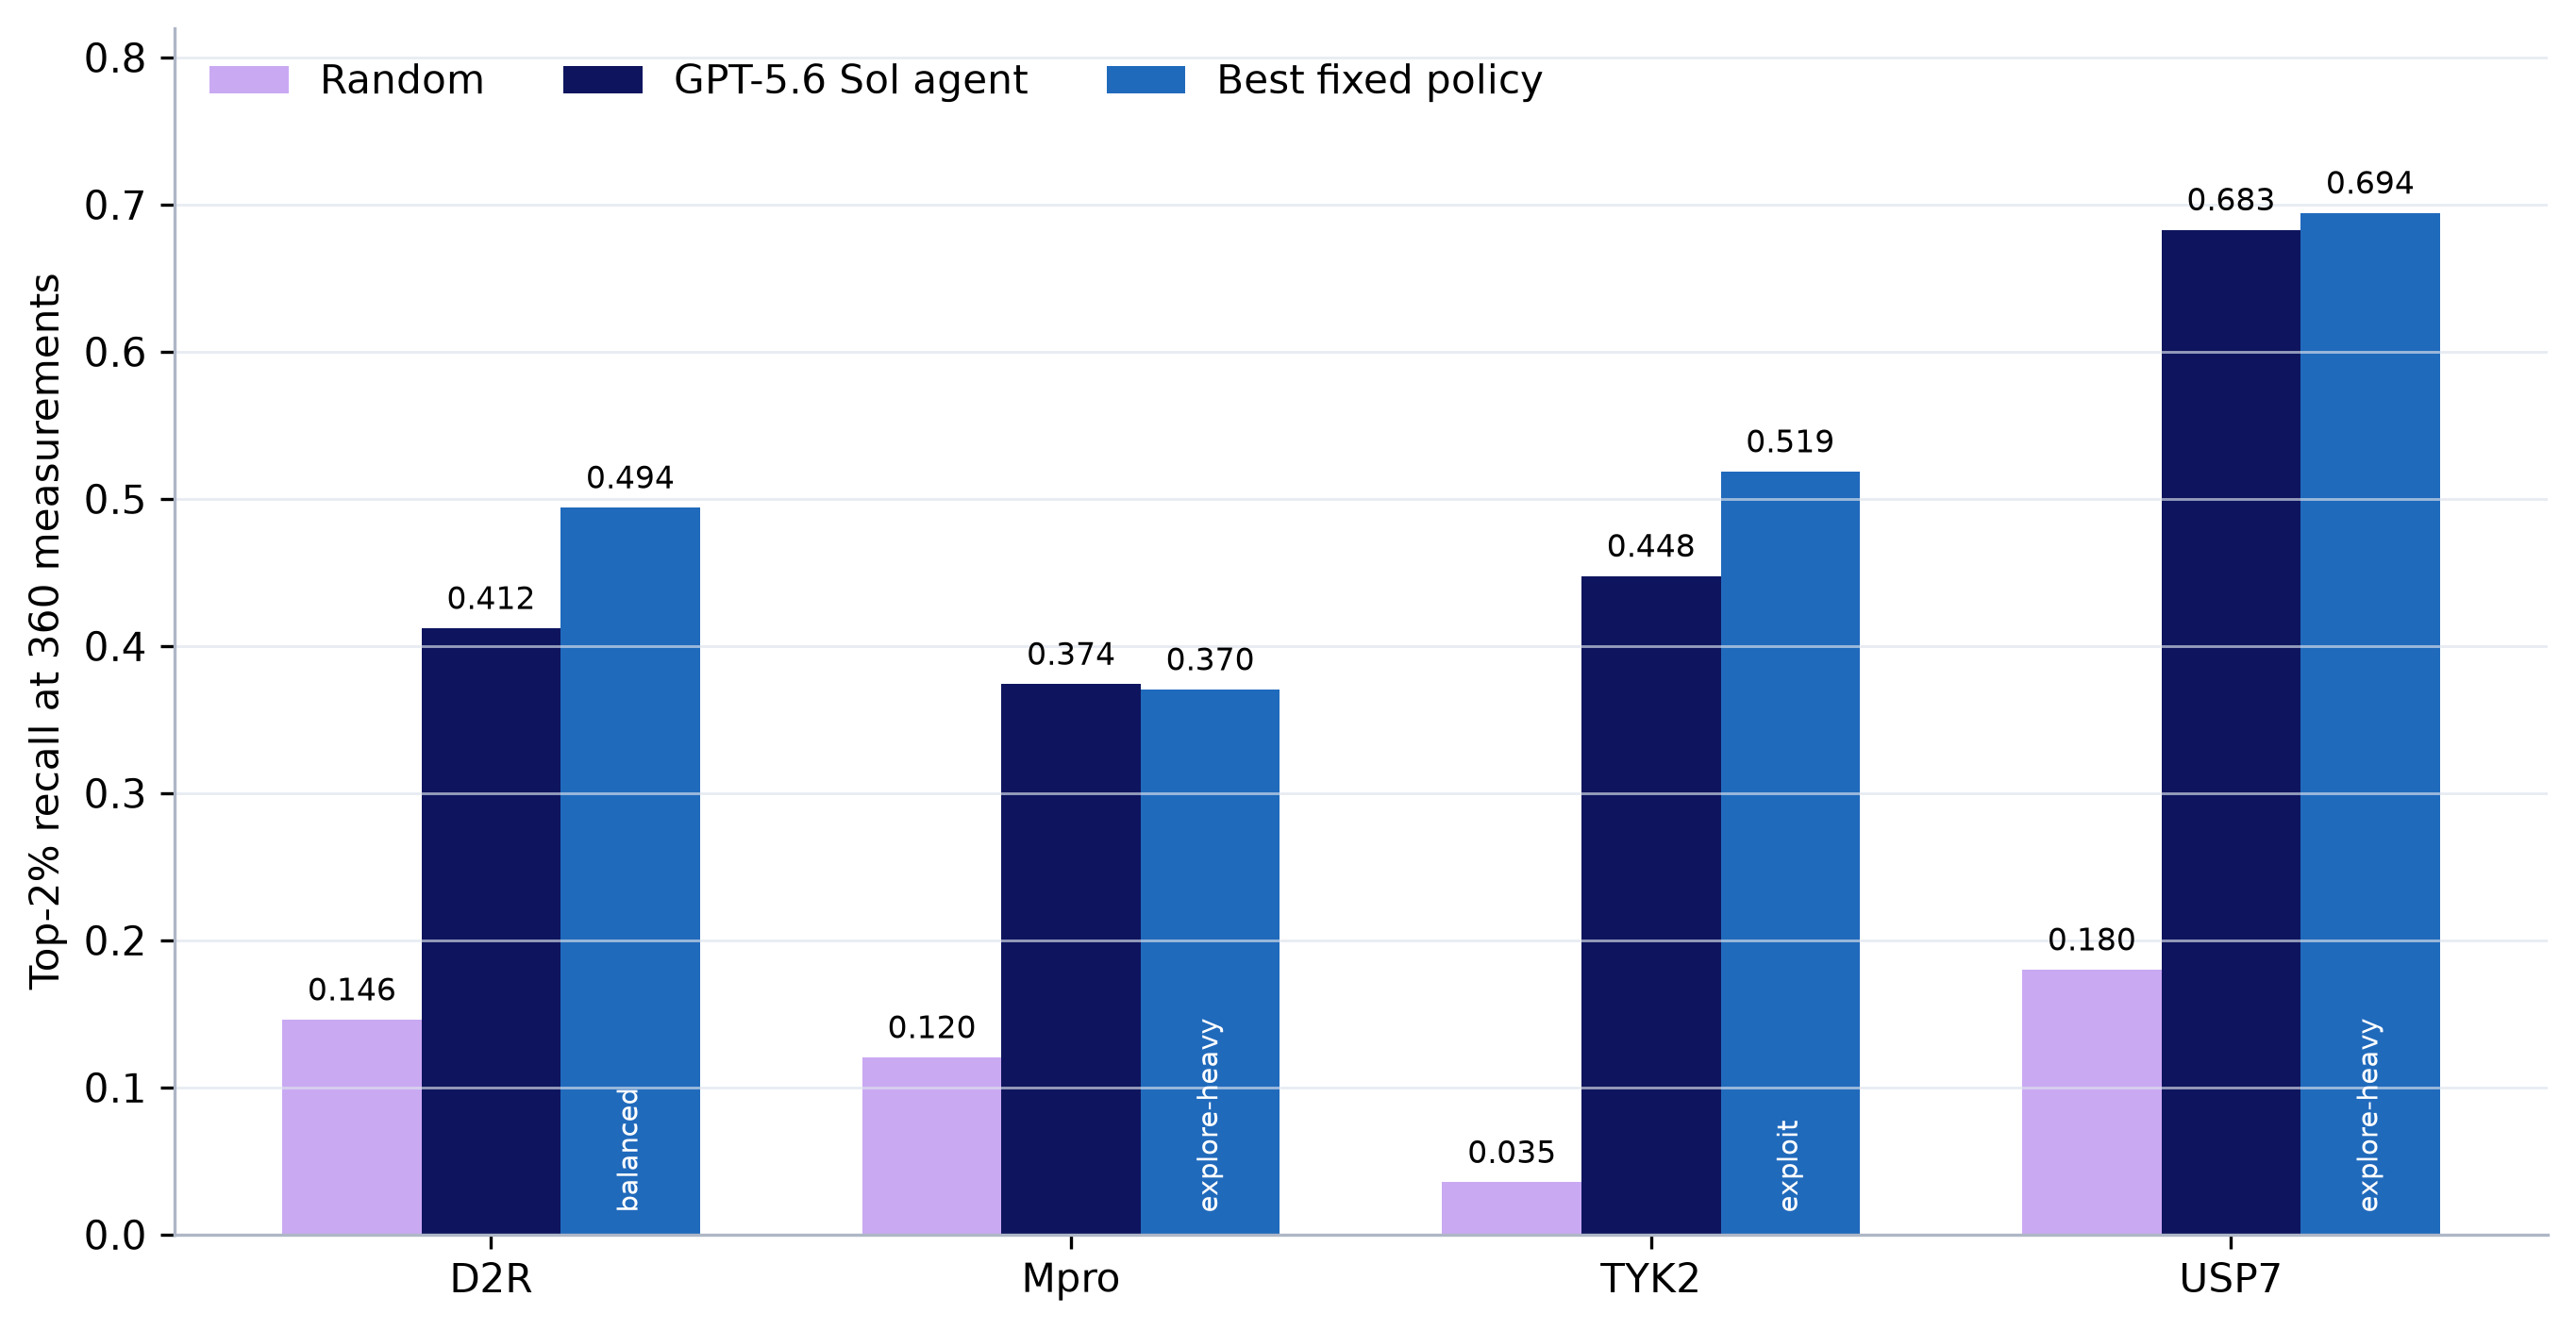 Top-2% recall at 360 measurements
0.8
0.7
0.6
0.5
0.4
0.3
0.2
0.1
0.0
Random
GPT-5.6 Sol agent
Best fixed policy
0.146
0.412
0.494
balanced
0.120
0.374
0.370
explore-heavy
0.035
0.448
0.519
exploit
0.180
0.683
0.694
explore-heavy
D2R
Mpro
TYK2
USP7